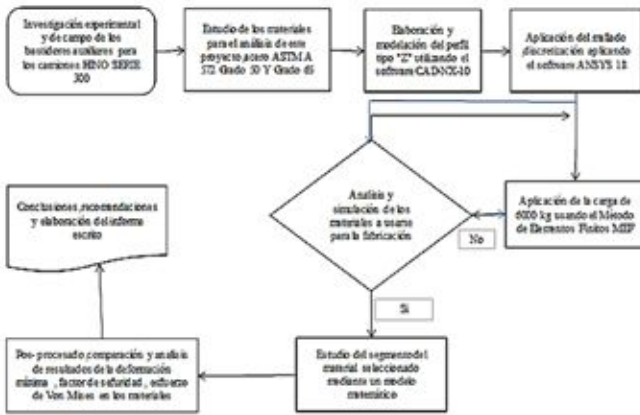 Investigación experimental
y de campo de los
bastidores auxiliares para
los camiones HINO SERIE
300
Estudio de los materiales
para el análisis de este
proyecto, acero ASTM A
572 Grado 50 Y Grado 65
Elaboración y
modelación del perfil
tipo "Z" utilizando el
software CAD-NX-10
Aplicación del mallado
discretización aplicando
el software ANSYS 18
Aplicación de la carga de
6000 kg usando el Método
de Elementos Finitos MEF
Análisis y
simulación de los
materiales a usarse
para la fabricación
No
Si
Estudio del segmento del
material seleccionado
mediante un modelo
matemático
Pos- procesado, comparación y analisis
de resultados de la deformación
máxima , factor de seguridad , esfuerzo
de Von Mises en los materiales
Conclusiones, recomendaciones
y elaboración del informe
escrito